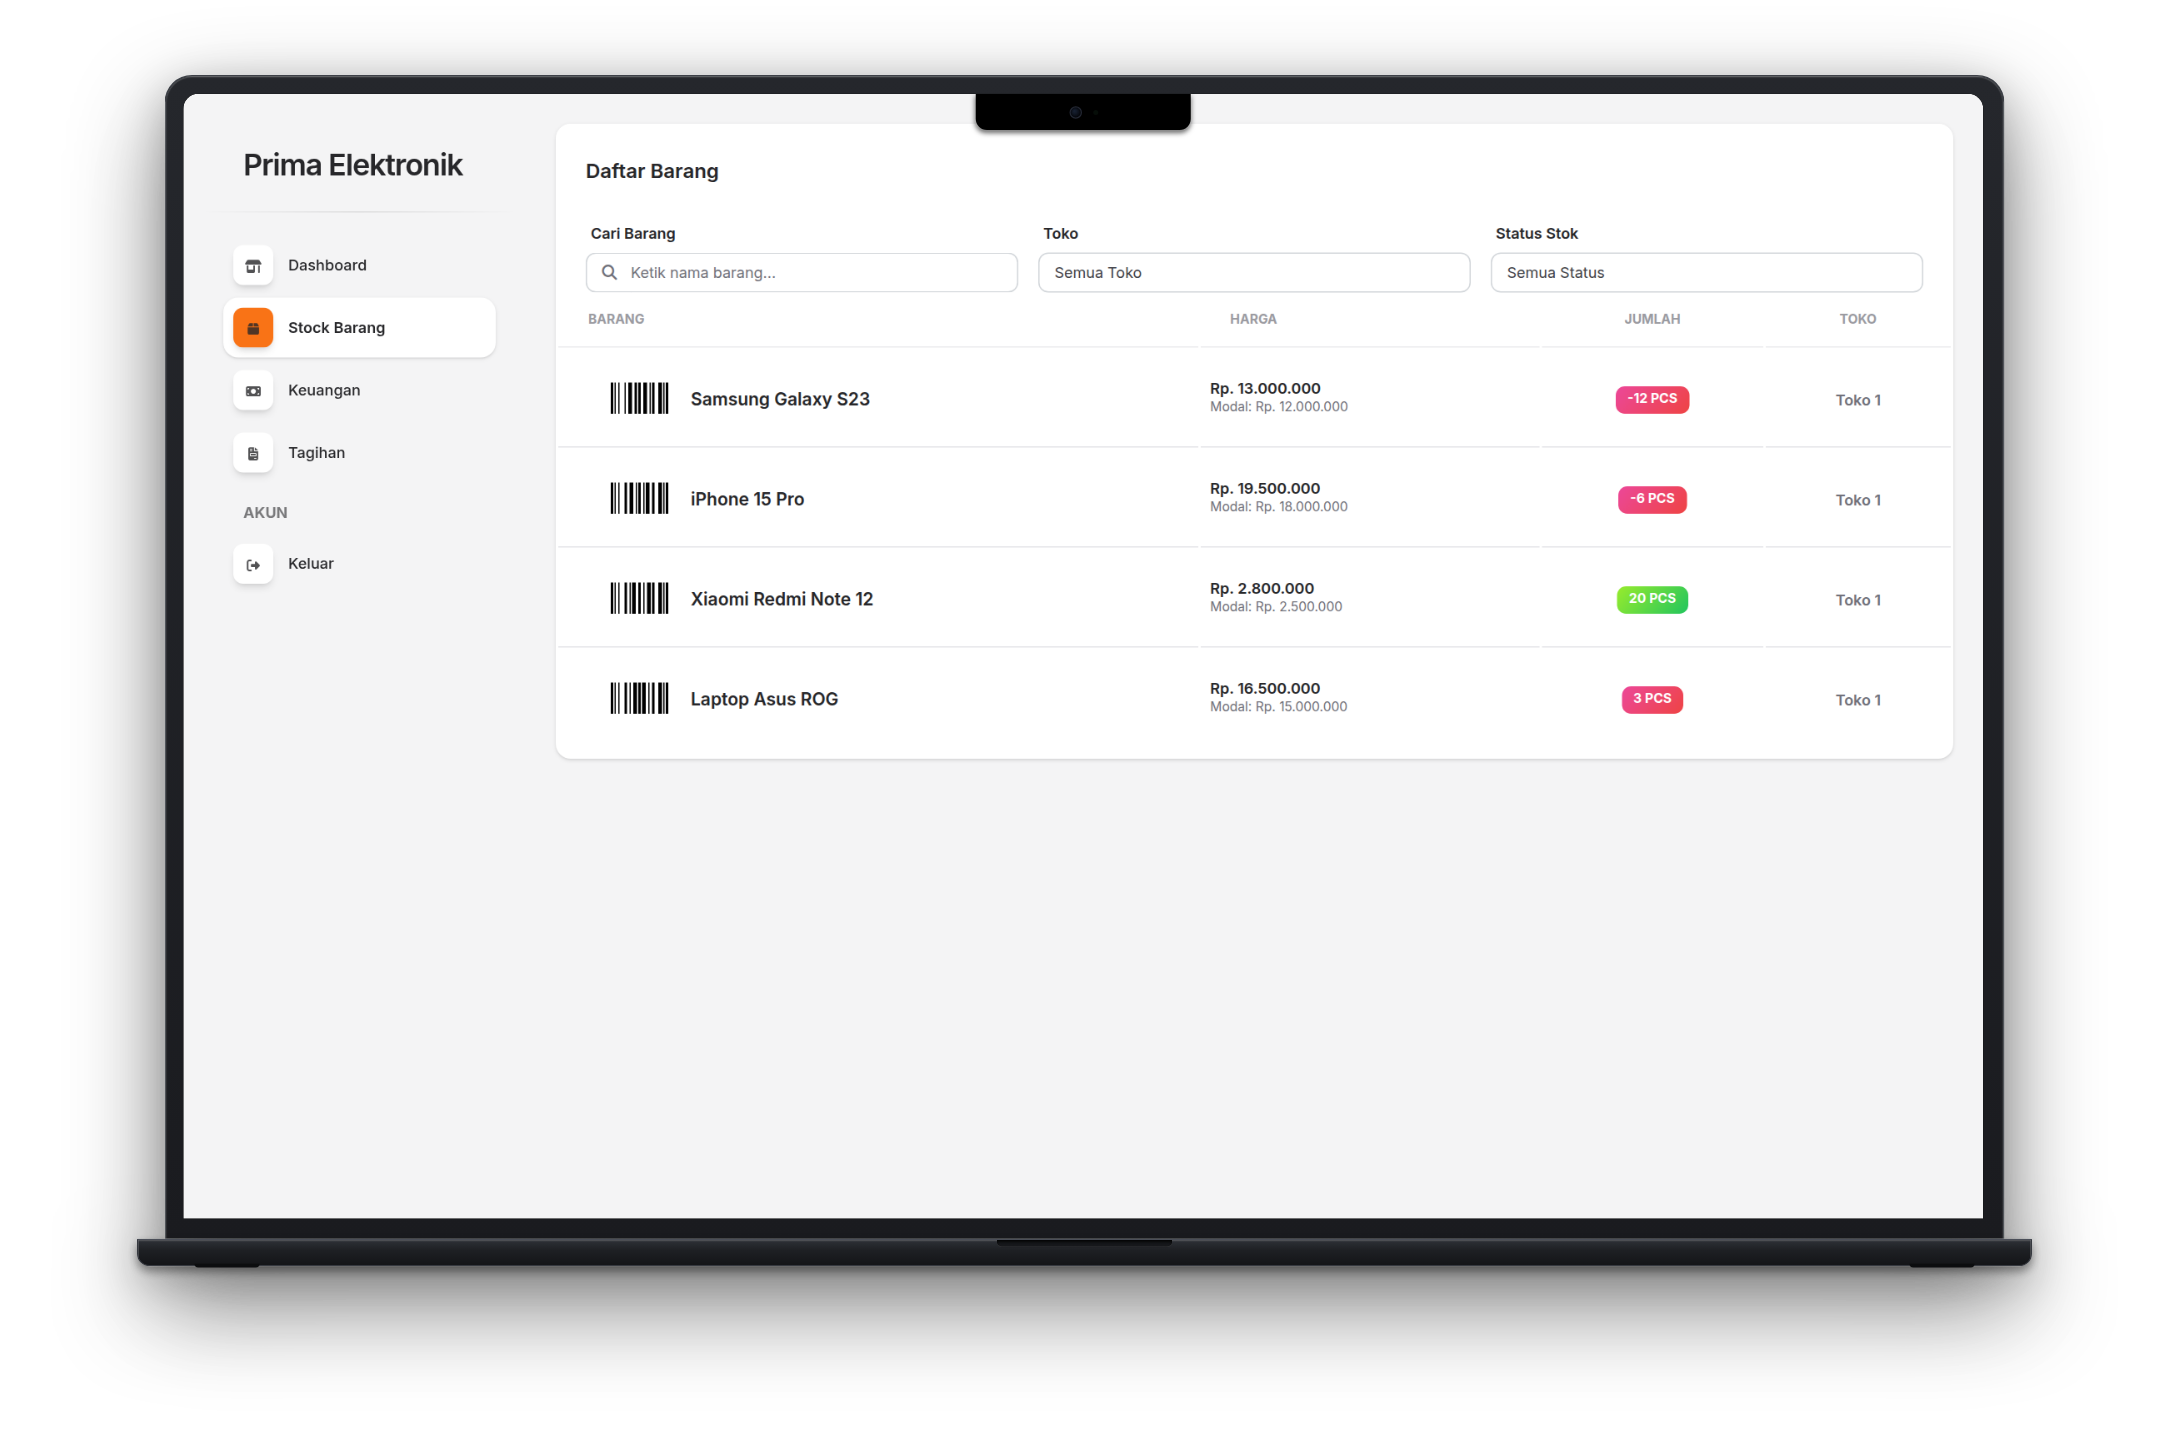 Prima Elektronik
Dashboard
Stock Barang
Keuangan
Tagihan
AKUN
Keluar
Daftar Barang
Cari Barang
Toko
Status Stok
Ketik nama barang...
Semua Toko
Semua Status
BARANG HARGA JUMLAH TOKO
Samsung Galaxy S23
Rp. 13.000.000
Modal: Rp. 12.000.000
-12 PCS
Toko 1
iPhone 15 Pro
Rp. 19.500.000
Modal: Rp. 18.000.000
-6 PCS
Toko 1
Xiaomi Redmi Note 12
Rp. 2.800.000
Modal: Rp. 2.500.000
20 PCS
Toko 1
Laptop Asus ROG
Rp. 16.500.000
Modal: Rp. 15.000.000
3 PCS
Toko 1